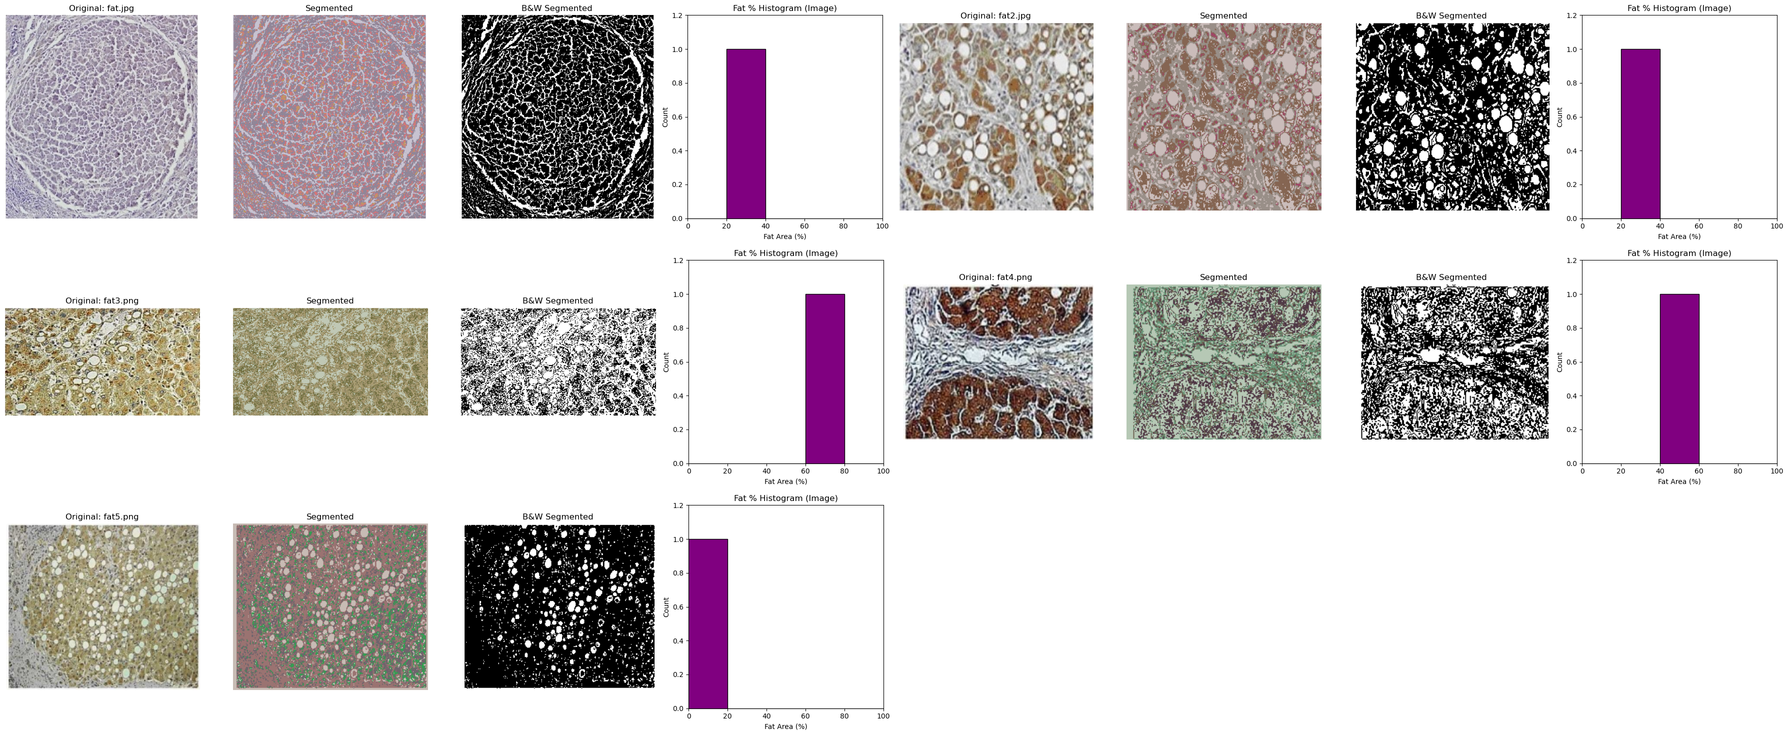 Original: fat.jpg
Segmented
B&W Segmented
Fat % Histogram (Image)
1.2
1.0
0.8
0.6
0.4
0.2
0.0
Count
0 20 40 60 80 100
Fat Area (%)
Original: fat2.jpg
Segmented
B&W Segmented
Fat % Histogram (Image)
1.2
1.0
0.8
0.6
0.4
0.2
0.0
Count
0 20 40 60 80 100
Fat Area (%)
Original: fat3.png
Segmented
B&W Segmented
Fat % Histogram (Image)
1.2
1.0
0.8
0.6
0.4
0.2
0.0
Count
0 20 40 60 80 100
Fat Area (%)
Original: fat4.png
Segmented
B&W Segmented
Fat % Histogram (Image)
1.2
1.0
0.8
0.6
0.4
0.2
0.0
Count
0 20 40 60 80 100
Fat Area (%)
Original: fat5.png
Segmented
B&W Segmented
Fat % Histogram (Image)
1.2
1.0
0.8
0.6
0.4
0.2
0.0
Count
0 20 40 60 80 100
Fat Area (%)